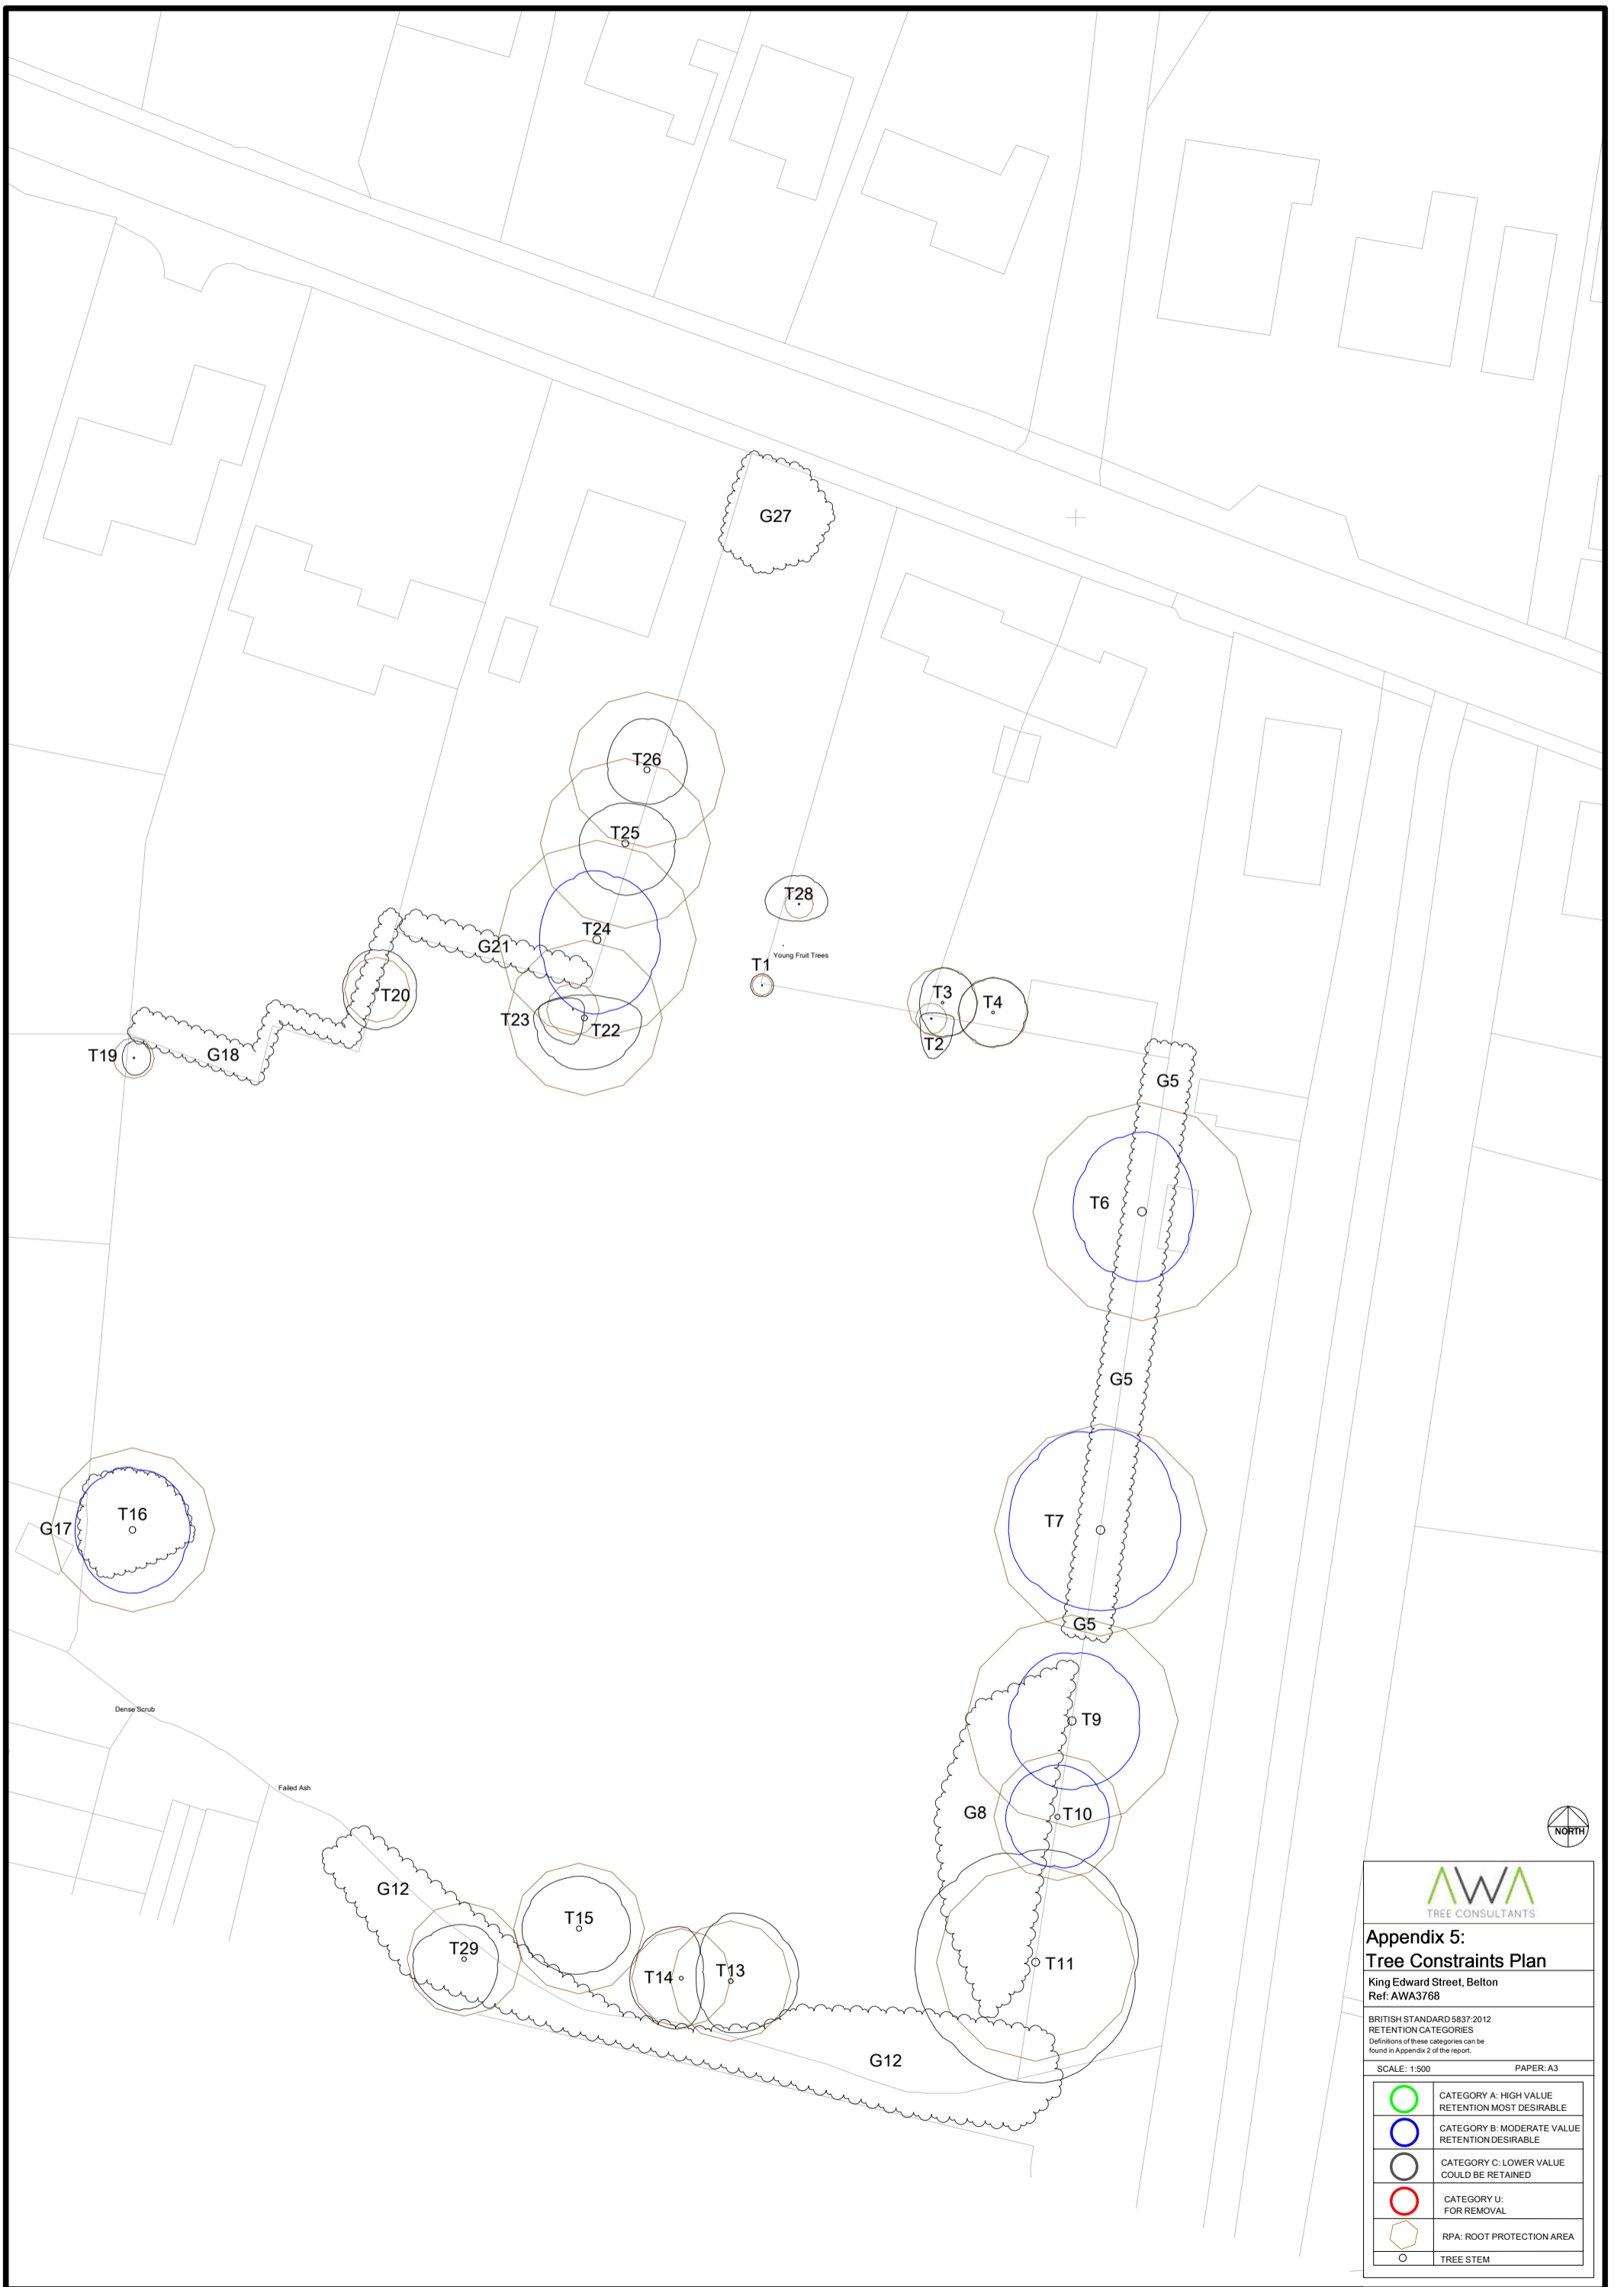 G27
T26
T25
T28
T24
G21
Young Fruit Trees
T1
T3
T4
T20
T23
T22
T2
G18
T19
G5
T6
G5
T16
G17
T7
G5
Dense Scrub
T9
Failed Ash
G8
T10
NORTH
G12
T15
T29
T14
T13
T11
G12
AWA
TREE CONSULTANTS
Appendix 5:
Tree Constraints Plan
King Edward Street, Belton
Ref: AWA3768
BRITISH STANDARD 5837:2012
RETENTION CATEGORIES
Definitions of these categories can be
found in Appendix 2 of the report.
SCALE: 1:500 PAPER: A3
CATEGORY A: HIGH VALUE
RETENTION MOST DESIRABLE
CATEGORY B: MODERATE VALUE
RETENTION DESIRABLE
CATEGORY C: LOWER VALUE
COULD BE RETAINED
CATEGORY U:
FOR REMOVAL
RPA: ROOT PROTECTION AREA
TREE STEM